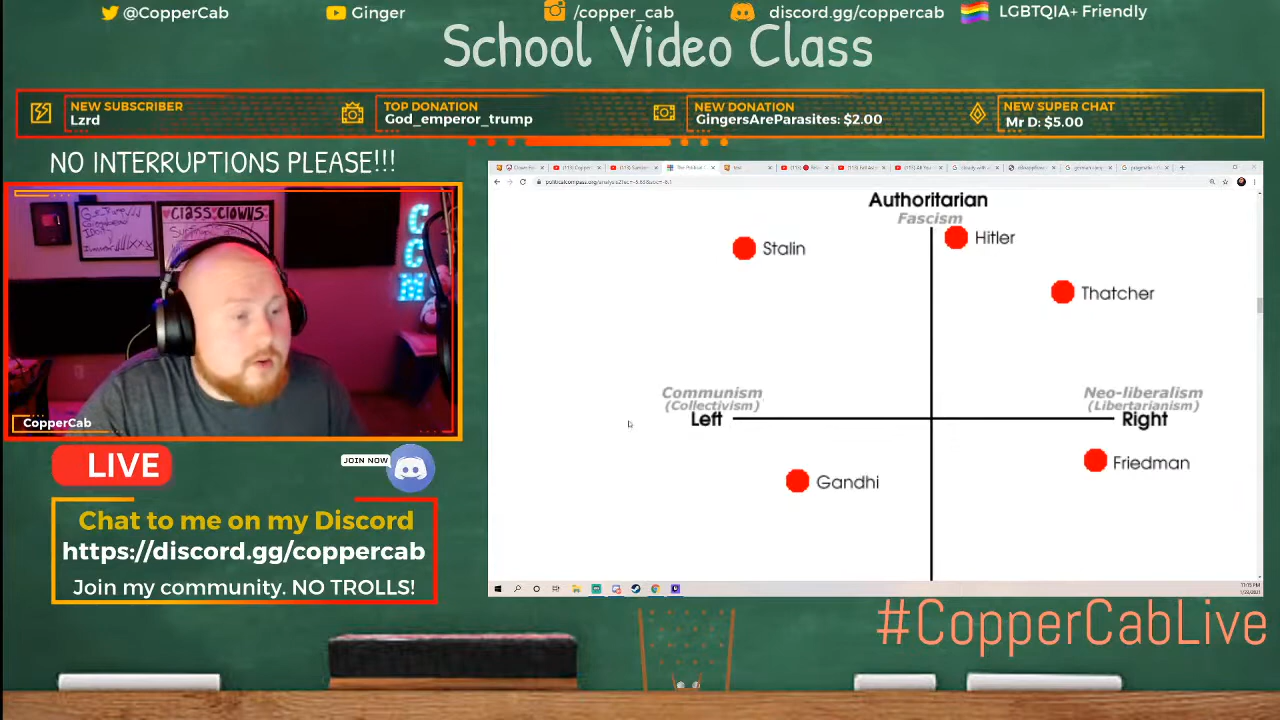 @CopperCab
Ginger
/copper_cab
discord.gg/coppercab
LGBTQIA+ Friendly
School Video Class
NEW SUBSCRIBER
Lzrd
TOP DONATION
God_emperor_trump
NEW DONATION
GingersAreParasites: $2.00
NEW SUPER CHAT
Mr D: $5.00
NO INTERRUPTIONS PLEASE!!!
CLASS CLOWNS
CopperCab
LIVE
JOIN NOW
Chat to me on my Discord
https://discord.gg/coppercab
Join my community. NO TROLLS!
Authoritarian
Fascism
Stalin
Hitler
Thatcher
Communism
(Collectivism)
Left
Neo-liberalism
(Libertarianism)
Right
Friedman
Gandhi
#CopperCabLive